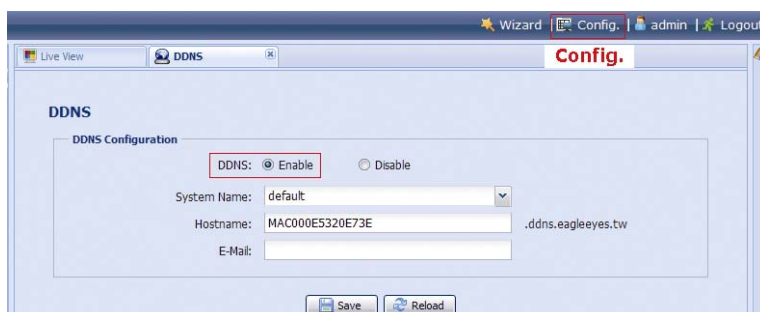 Wizard | Config. | admin | Logout
Config.
Live View DDNS
DDNS
DDNS Configuration
DDNS: Enable Disable
System Name: default
Hostname: MAC000E5320E73E .ddns.eagleeyes.tw
E-Mail:
Save Reload